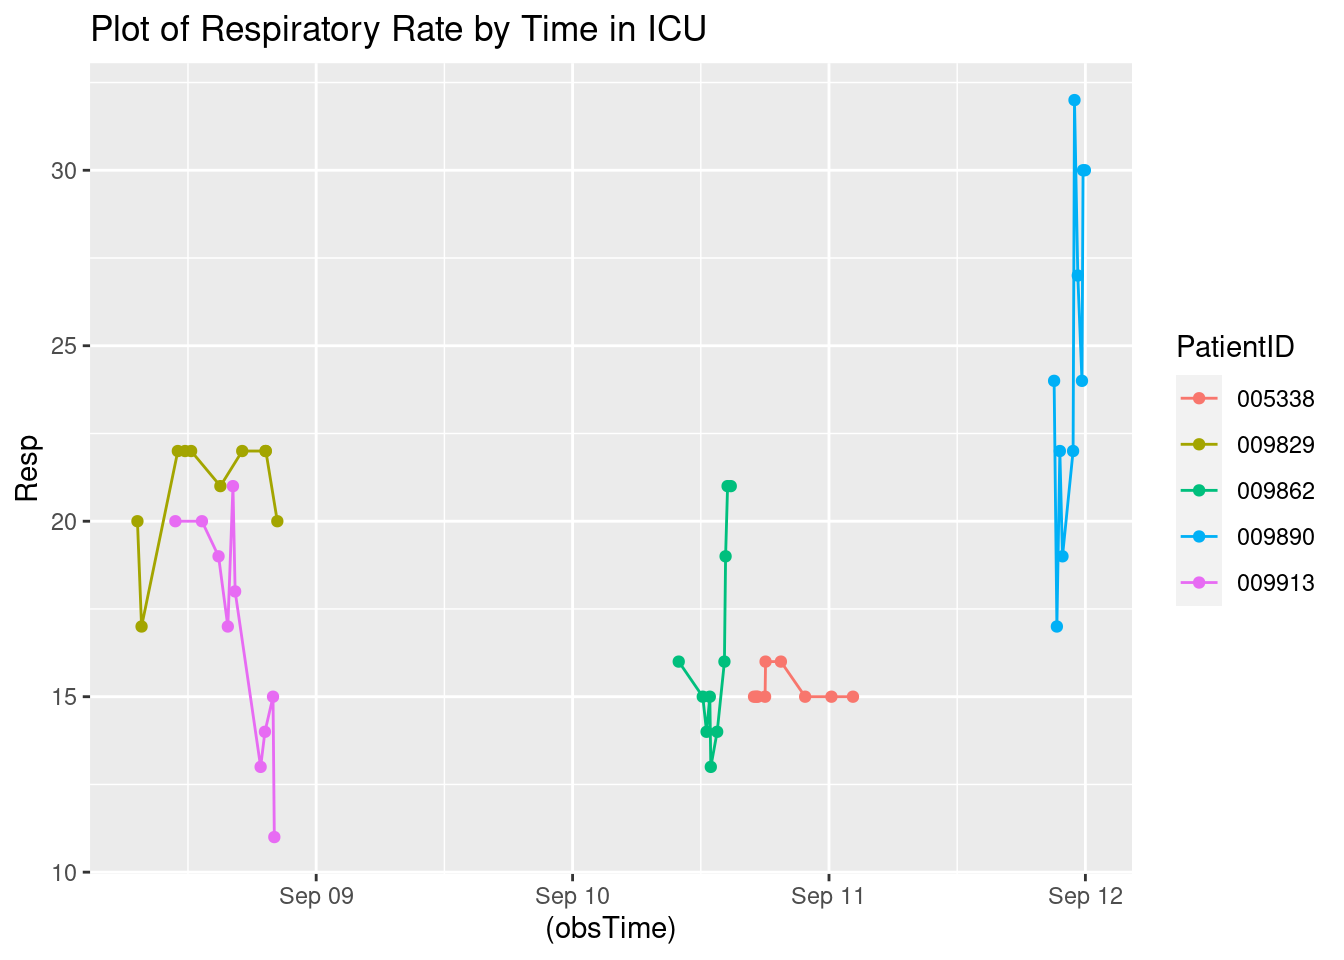 Plot of Respiratory Rate by Time in ICU
Resp
30
25
20
15
10
Sep 09
Sep 10
Sep 11
Sep 12
(obsTime)
PatientID
005338
009829
009862
009890
009913